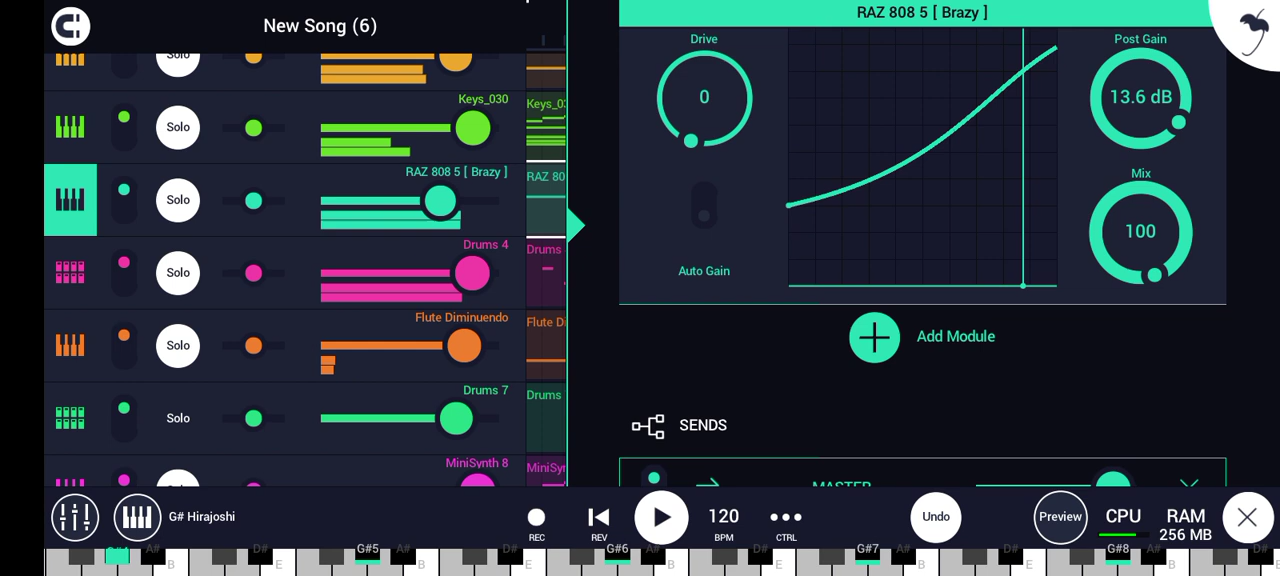 New Song (6)
Solo
Keys_030
Solo
Keys_03
RAZ 808 5 [ Brazy ]
Solo
RAZ 80
Drums 4
Solo
Drums
Flute Diminuendo
Solo
Flute Di
Drums 7
Solo
Drums
MiniSynth 8
MiniSyn
RAZ 808 5 [ Brazy ]
Drive
0
Auto Gain
Post Gain
13.6 dB
Mix
100
Add Module
SENDS
MASTER
G# Hirajoshi
REC
REV
120
BPM
CTRL
Undo
Preview
CPU
RAM
256 MB
A# B D# E G#5 A# B D# E G#6 A# B D# E G#7 A# B D# E G#8 A# B D#